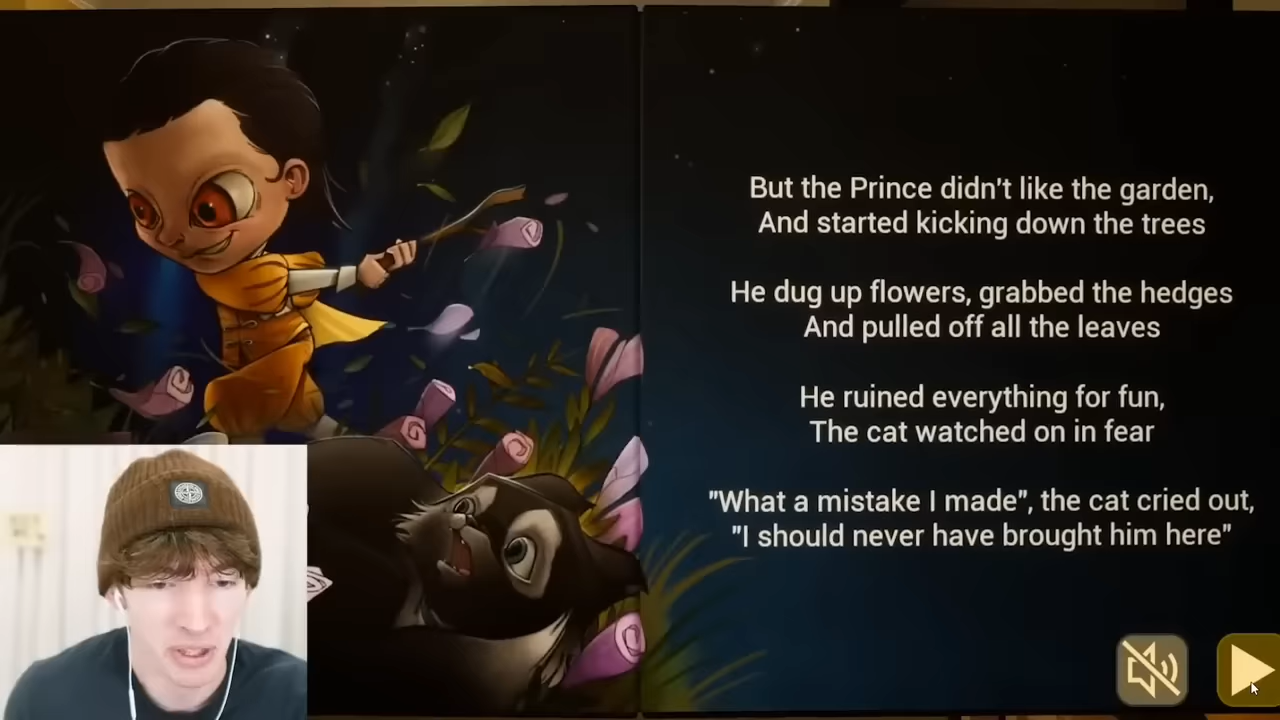 But the Prince didn't like the garden,
And started kicking down the trees
He dug up flowers, grabbed the hedges
And pulled off all the leaves
He ruined everything for fun,
The cat watched on in fear
"What a mistake I made", the cat cried out,
"I should never have brought him here"